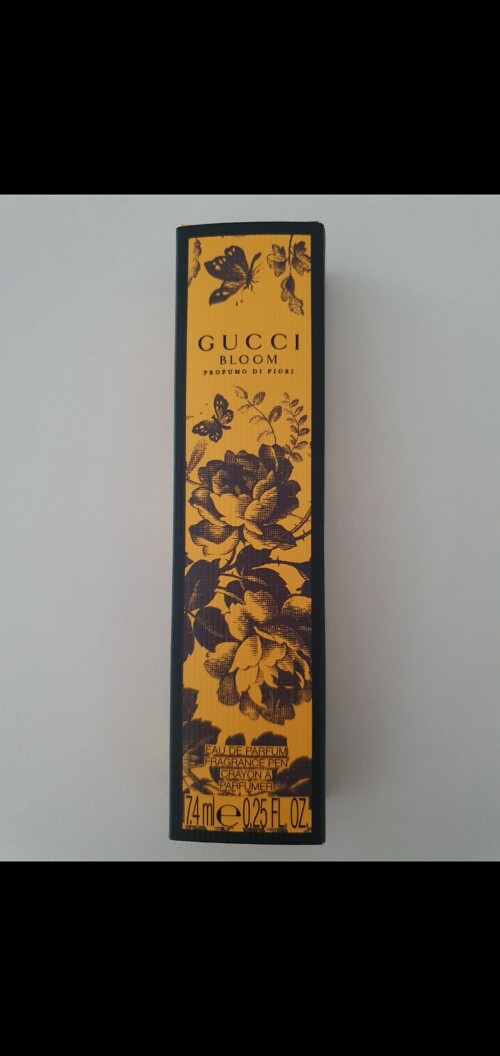 GUCCI
BLOOM
PROFUMO DI FIORI
EAU DE PARFUM
FRAGRANCE PEN
CRAYON À
PARFUMER
7.4 ml e 0.25 FL. OZ.